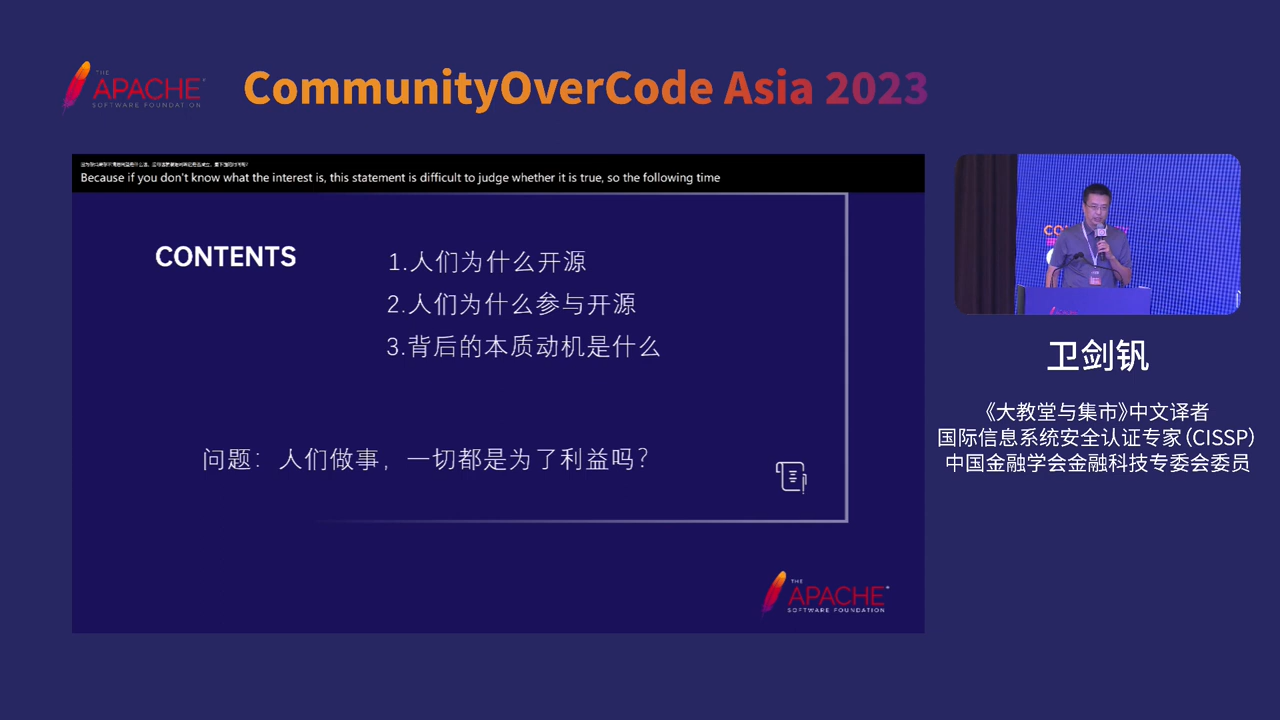 THE
APACHE
SOFTWARE FOUNDATION
CommunityOverCode Asia 2023
Because if you don't know what the interest is, this statement is difficult to judge whether it is true, so the following time
CONTENTS
1.人们为什么开源
2.人们为什么参与开源
3.背后的本质动机是什么
问题：人们做事，一切都是为了利益吗？
THE
APACHE
SOFTWARE FOUNDATION
卫剑钒
《大教堂与集市》中文译者
国际信息系统安全认证专家（CISSP）
中国金融学会金融科技专委会委员